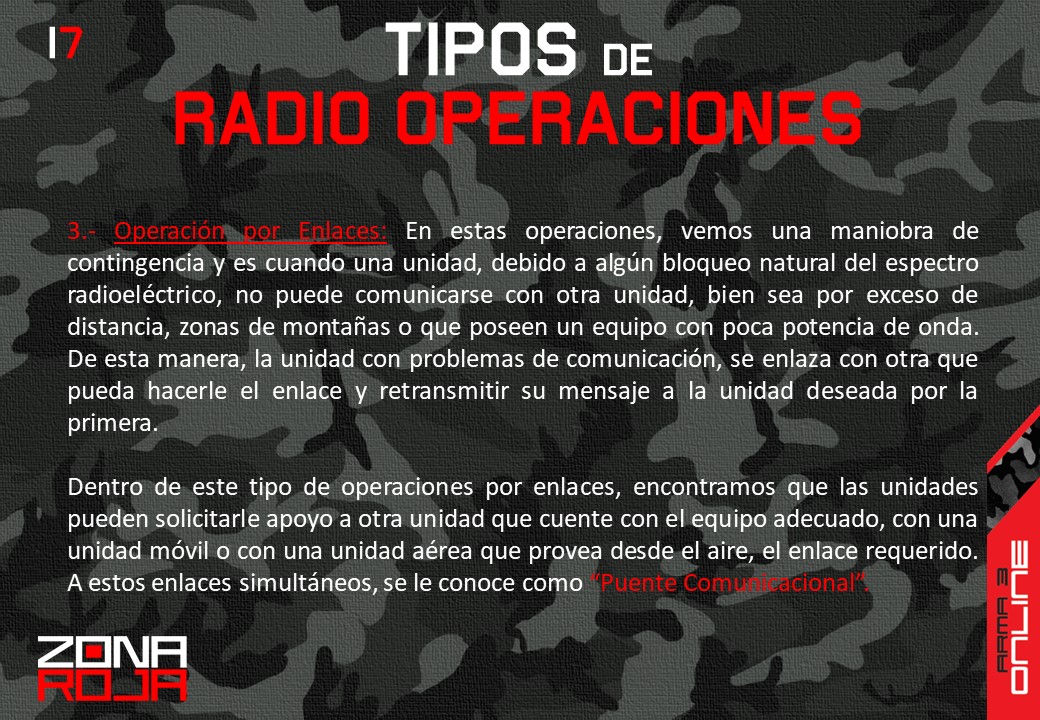 17
TIPOS DE
RADIO OPERACIONES
3.- Operación por Enlaces: En estas operaciones, vemos una maniobra de
contingencia y es cuando una unidad, debido a algún bloqueo natural del espectro
radioeléctrico, no puede comunicarse con otra unidad, bien sea por exceso de
distancia, zonas de montañas o que poseen un equipo con poca potencia de onda.
De esta manera, la unidad con problemas de comunicación, se enlaza con otra que
pueda hacerle el enlace y retransmitir su mensaje a la unidad deseada por la
primera.
Dentro de este tipo de operaciones por enlaces, encontramos que las unidades
pueden solicitarle apoyo a otra unidad que cuente con el equipo adecuado, con una
unidad móvil o con una unidad aérea que provea desde el aire, el enlace requerido.
A estos enlaces simultáneos, se le conoce como “Puente Comunicacional”.
ZONA
ROJA
ARMA 3
ONLINE